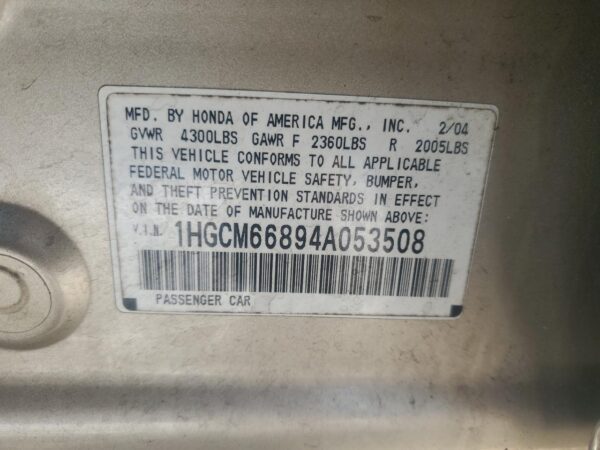 MFD. BY HONDA OF AMERICA MFG., INC. 2/04
GVWR 4300LBS GAWR F 2360LBS R 2005LBS
THIS VEHICLE CONFORMS TO ALL APPLICABLE
FEDERAL MOTOR VEHICLE SAFETY, BUMPER,
AND THEFT PREVENTION STANDARDS IN EFFECT
ON THE DATE OF MANUFACTURE SHOWN ABOVE:
V.I.N. 1HGCM66894A053508
PASSENGER CAR